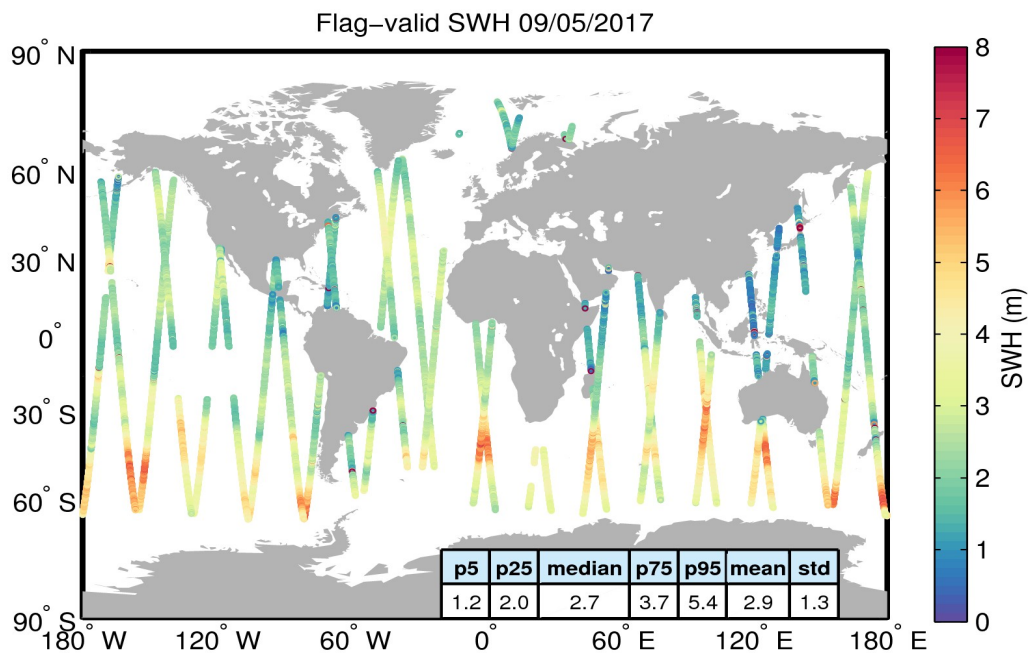 Flag−valid SWH 09/05/2017
90° N
60° N
30° N
0°
30° S
60° S
90° S
180° W
120° W
60° W
0°
60° E
120° E
180° E
p5 p25 median p75 p95 mean std
1.2 2.0 2.7 3.7 5.4 2.9 1.3
8
7
6
5
4
3
2
1
0
SWH (m)